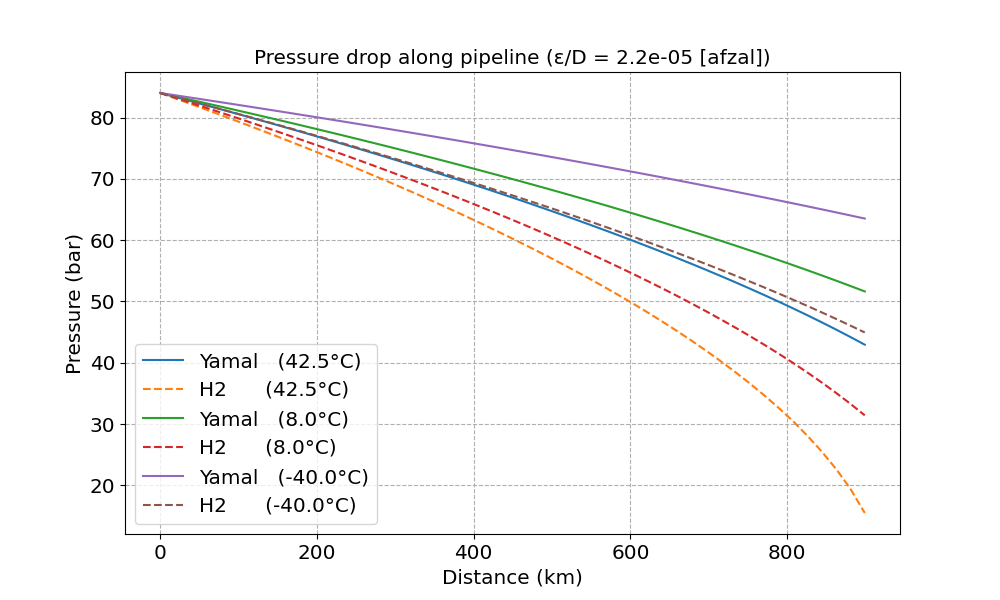 Pressure drop along pipeline (ε/D = 2.2e-05 [afzal])
Pressure (bar)
80
70
60
50
40
30
20
Yamal (42.5°C)
H2 (42.5°C)
Yamal (8.0°C)
H2 (8.0°C)
Yamal (-40.0°C)
H2 (-40.0°C)
0 200 400 600 800
Distance (km)